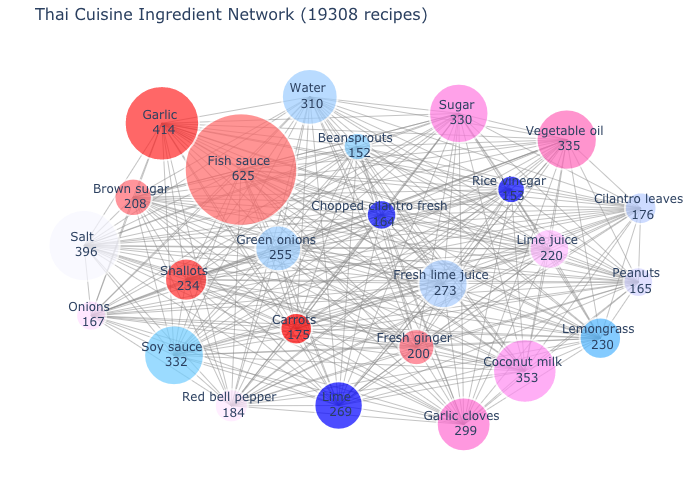 Thai Cuisine Ingredient Network (19308 recipes)
Water
310
Sugar
330
Garlic
414
Vegetable oil
335
Beansprouts
152
Fish sauce
625
Rice vinegar
153
Brown sugar
208
Cilantro leaves
176
Chopped cilantro fresh
164
Salt
396
Green onions
255
Lime juice
220
Shallots
234
Fresh lime juice
273
Peanuts
165
Onions
167
Carrots
175
Lemongrass
230
Soy sauce
332
Fresh ginger
200
Coconut milk
353
Red bell pepper
184
Lime
269
Garlic cloves
299